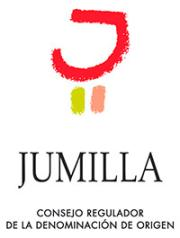 JUMILLA
CONSEJO REGULADOR
DE LA DENOMINACIÓN DE ORIGEN